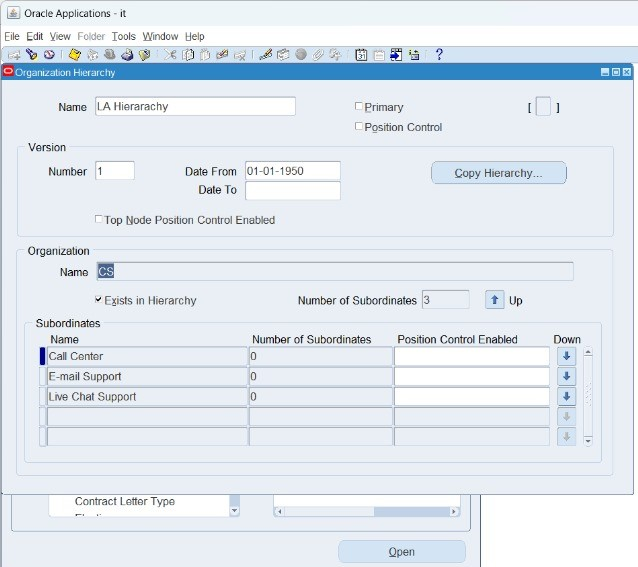 Oracle Applications - it
File Edit View Folder Tools Window Help
?
Organization Hierarchy
Name LA Hierarachy Primary [ ]
Position Control
Version
Number 1 Date From 01-01-1950 Copy Hierarchy...
Date To
Top Node Position Control Enabled
Organization
Name CS
Exists in Hierarchy Number of Subordinates 3 Up
Subordinates
Name Number of Subordinates Position Control Enabled Down
Call Center 0
E-mail Support 0
Live Chat Support 0
Contract Letter Type
Open